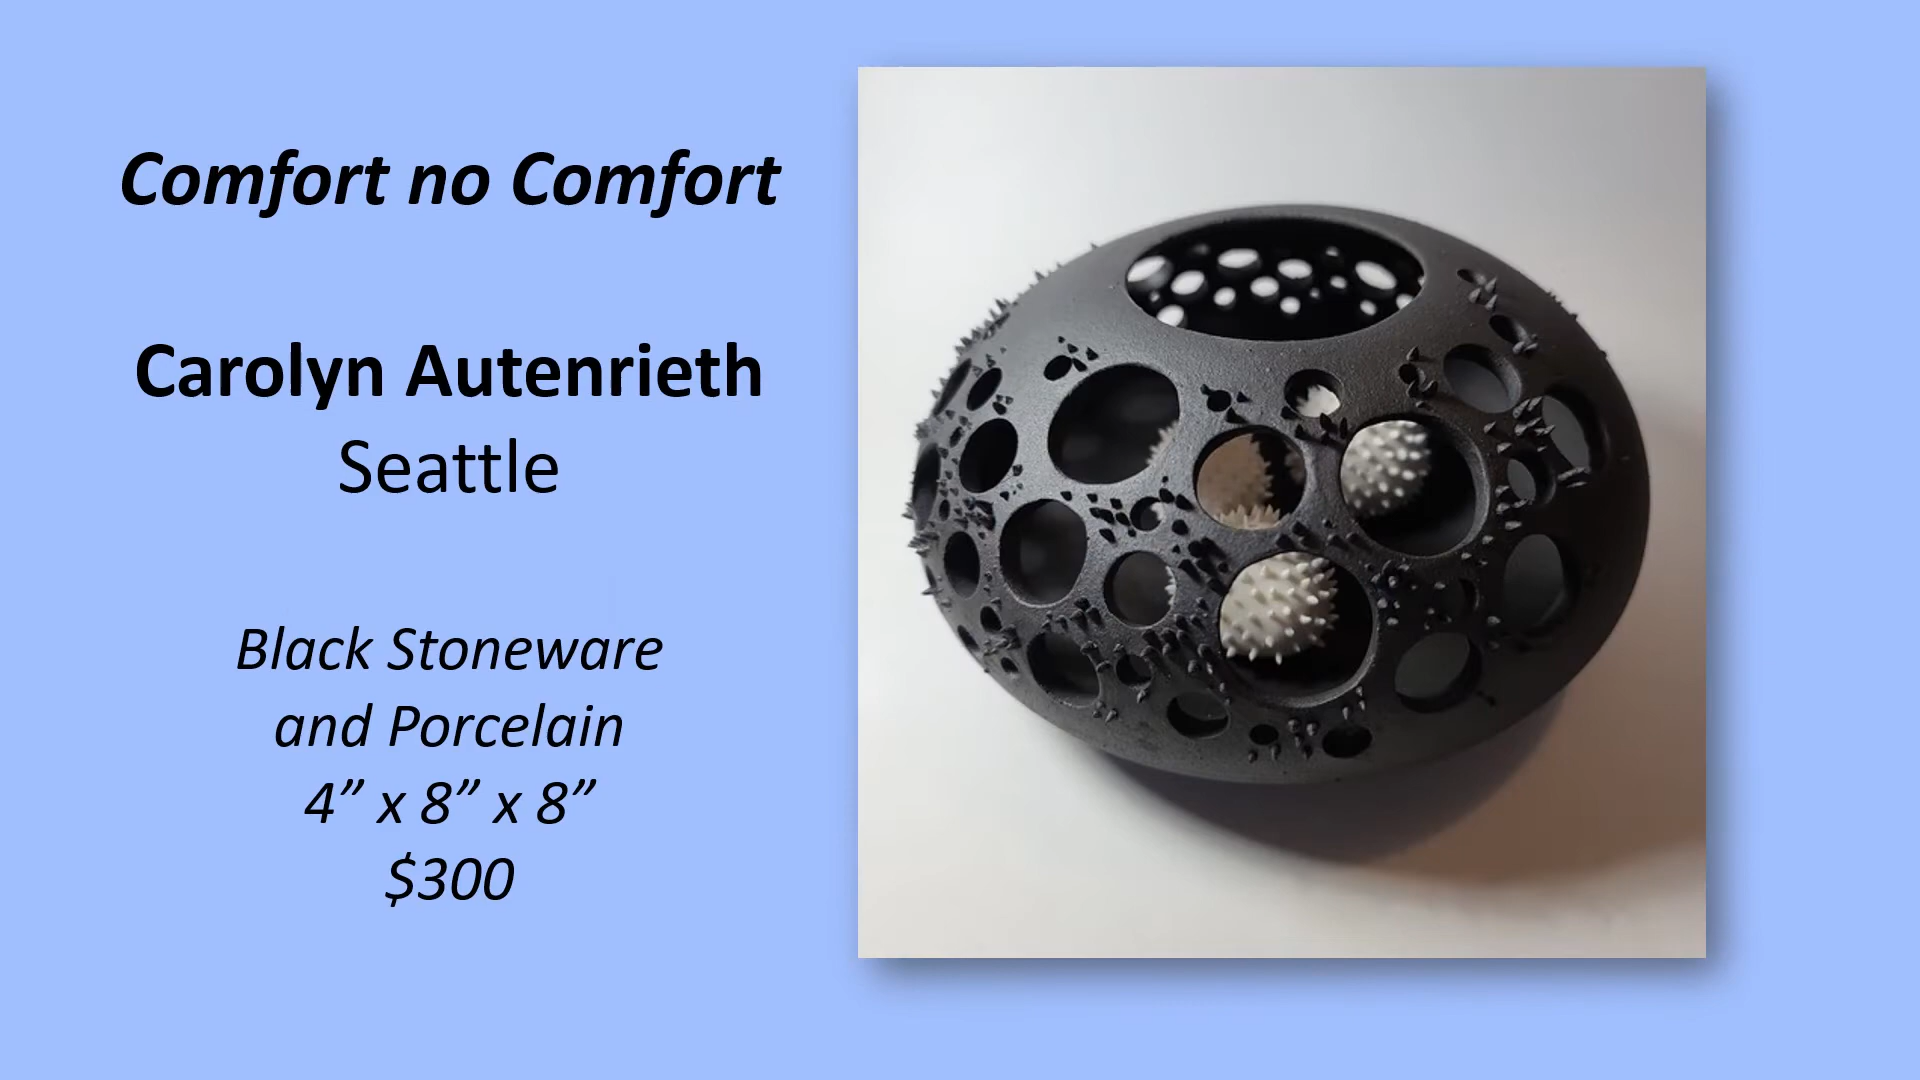 Comfort no Comfort
Carolyn Autenrieth
Seattle
Black Stoneware
and Porcelain
4” x 8” x 8”
$300